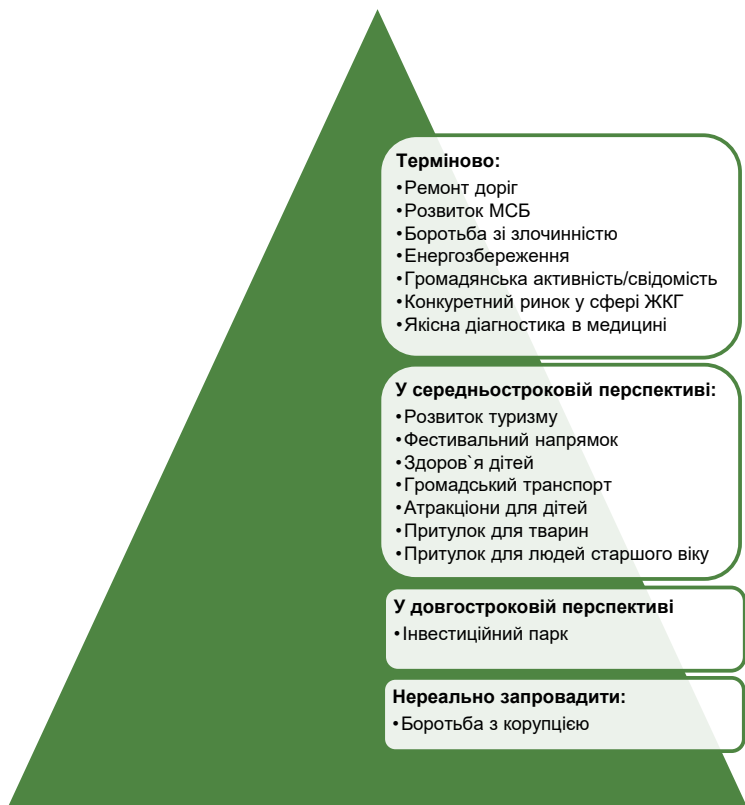 Терміново:
•Ремонт доріг
•Розвиток МСБ
•Боротьба зі злочинністю
•Енергозбереження
•Громадянська активність/свідомість
•Конкуретний ринок у сфері ЖКГ
•Якісна діагностика в медицині
У середньостроковій перспективі:
•Розвиток туризму
•Фестивальний напрямок
•Здоров`я дітей
•Громадський транспорт
•Атракціони для дітей
•Притулок для тварин
•Притулок для людей старшого віку
У довгостроковій перспективі
•Інвестиційний парк
Нереально запровадити:
•Боротьба з корупцією